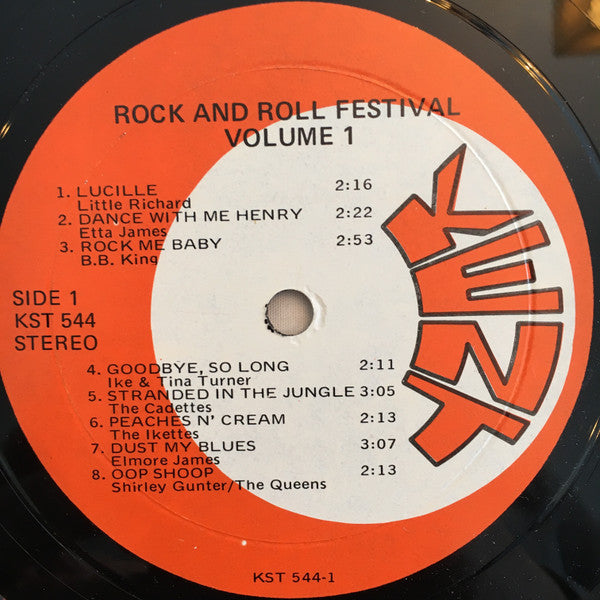 ROCK AND ROLL FESTIVAL
VOLUME 1
1. LUCILLE 2:16
Little Richard
2. DANCE WITH ME HENRY 2:22
Etta James
3. ROCK ME BABY 2:53
B.B. King
SIDE 1
KST 544
STEREO
KENT
4. GOODBYE, SO LONG 2:11
Ike & Tina Turner
5. STRANDED IN THE JUNGLE 3:05
The Cadettes
6. PEACHES N' CREAM 2:13
The Ikettes
7. DUST MY BLUES 3:07
Elmore James
8. OOP SHOOP 2:13
Shirley Gunter/The Queens
KST 544-1